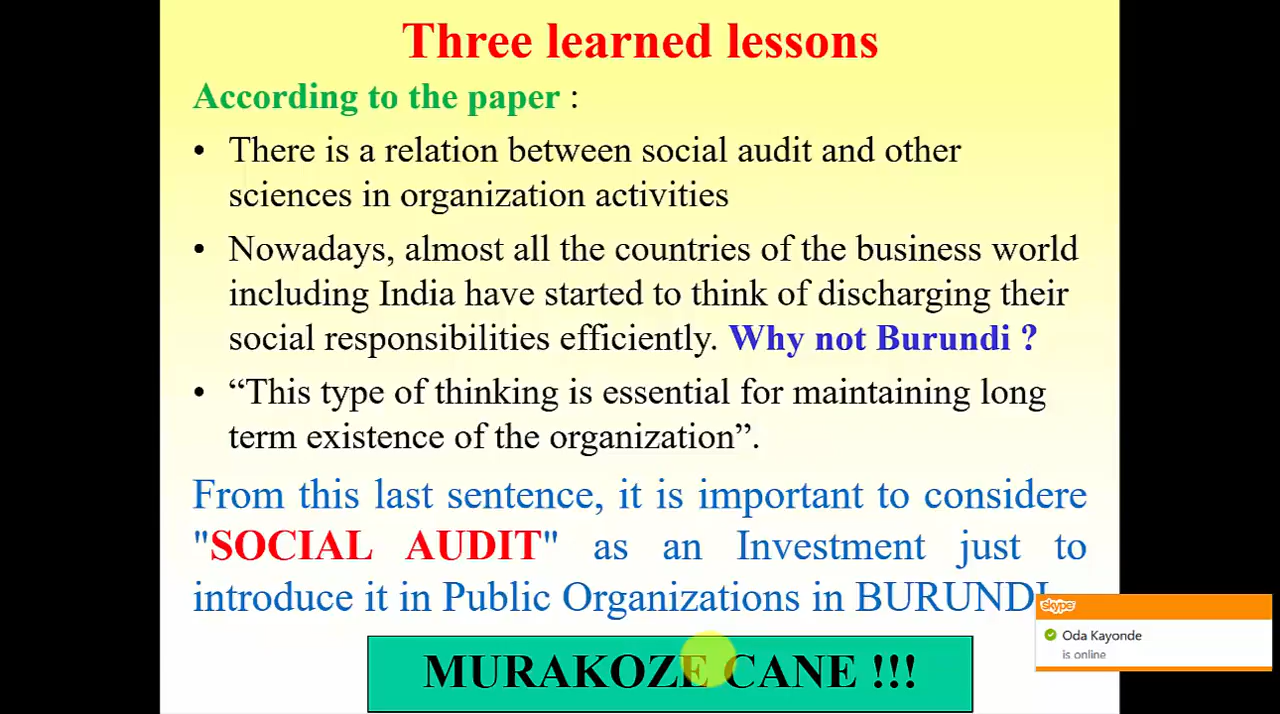 Three learned lessons
According to the paper :
• There is a relation between social audit and other
sciences in organization activities
• Nowadays, almost all the countries of the business world
including India have started to think of discharging their
social responsibilities efficiently. Why not Burundi ?
• “This type of thinking is essential for maintaining long
term existence of the organization”.
From this last sentence, it is important to considere
"SOCIAL AUDIT" as an Investment just to
introduce it in Public Organizations in BURUNDI
skype
Oda Kayonde
is online
MURAKOZE CANE !!!